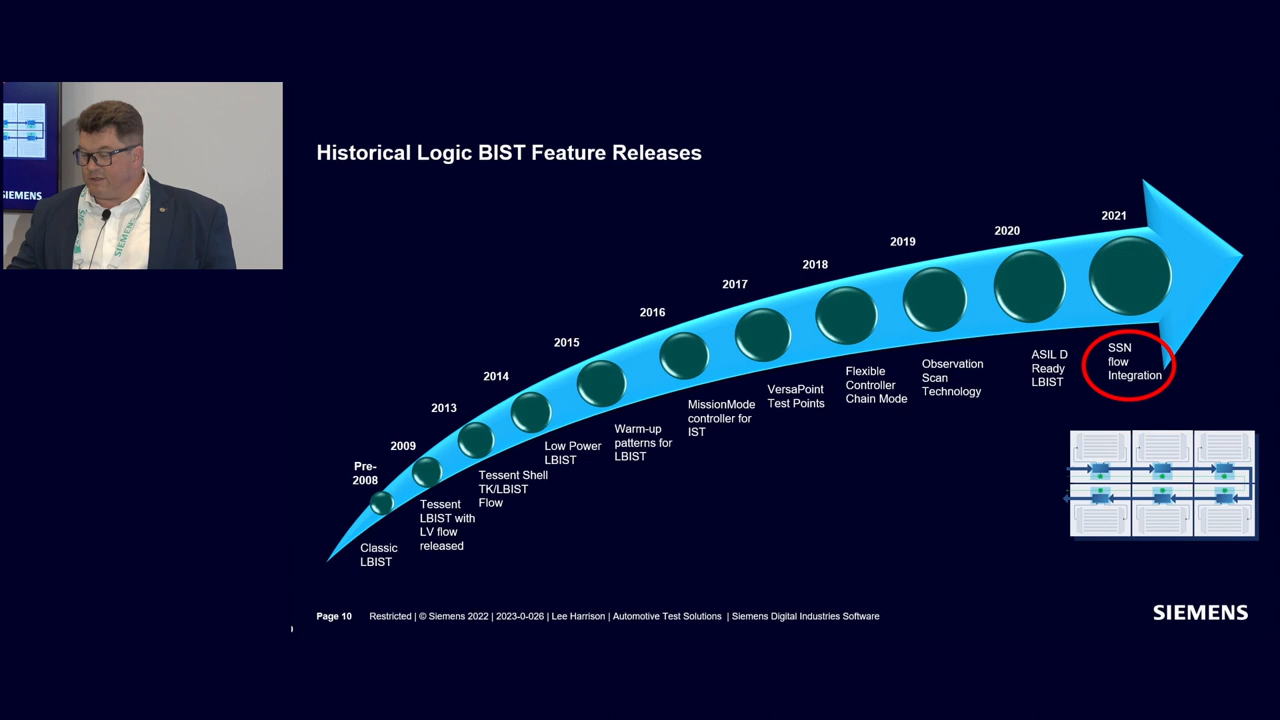 SIEMENS
SIEMENS
Historical Logic BIST Feature Releases
Pre-
2008
2009
2013
2014
2015
2016
2017
2018
2019
2020
2021
Classic
LBIST
Tessent
LBIST with
LV flow
released
Tessent Shell
TK/LBIST
Flow
Low Power
LBIST
Warm-up
patterns for
LBIST
MissionMode
controller for
IST
VersaPoint
Test Points
Flexible
Controller
Chain Mode
Observation
Scan
Technology
ASIL D
Ready
LBIST
SSN
flow
Integration
Page 10 Restricted | © Siemens 2022 | 2023-0-026 | Lee Harrison | Automotive Test Solutions | Siemens Digital Industries Software
SIEMENS